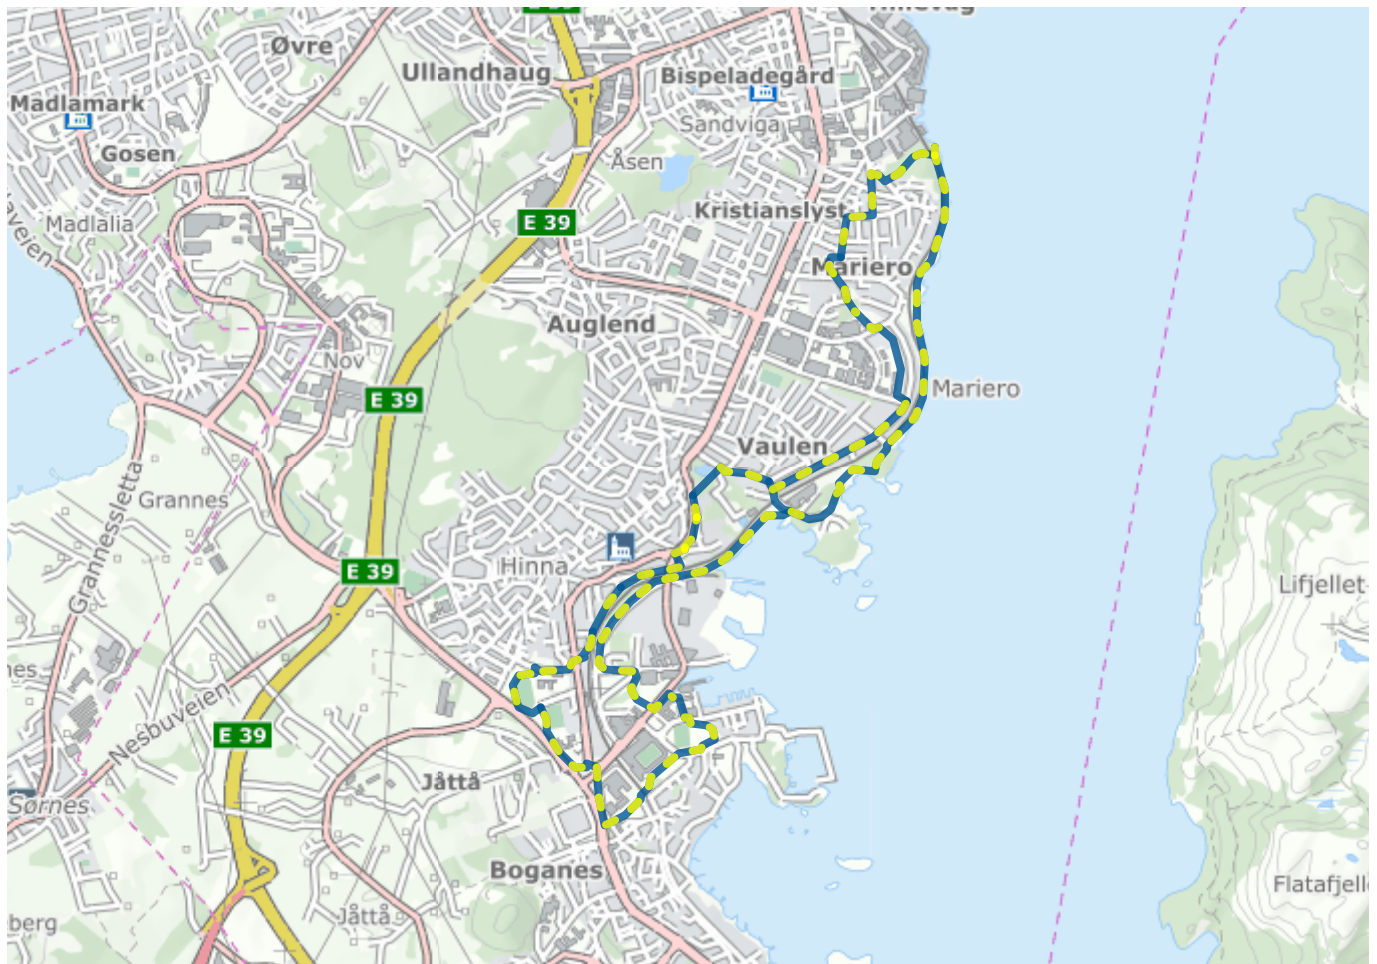 Øvre
Ullandhaug
Bispeladegård
Madlamark
Sandviga
Gosen
Åsen
Madlalia
Kristianslyst
E 39
Mariero
Auglend
Nov
Mariero
E 39
Vaulen
Grannes
Grannessletta
E 39
Hinna
Lifjellet
Nesbuveien
E 39
Jåttå
Sørnes
Boganes
Jåttå